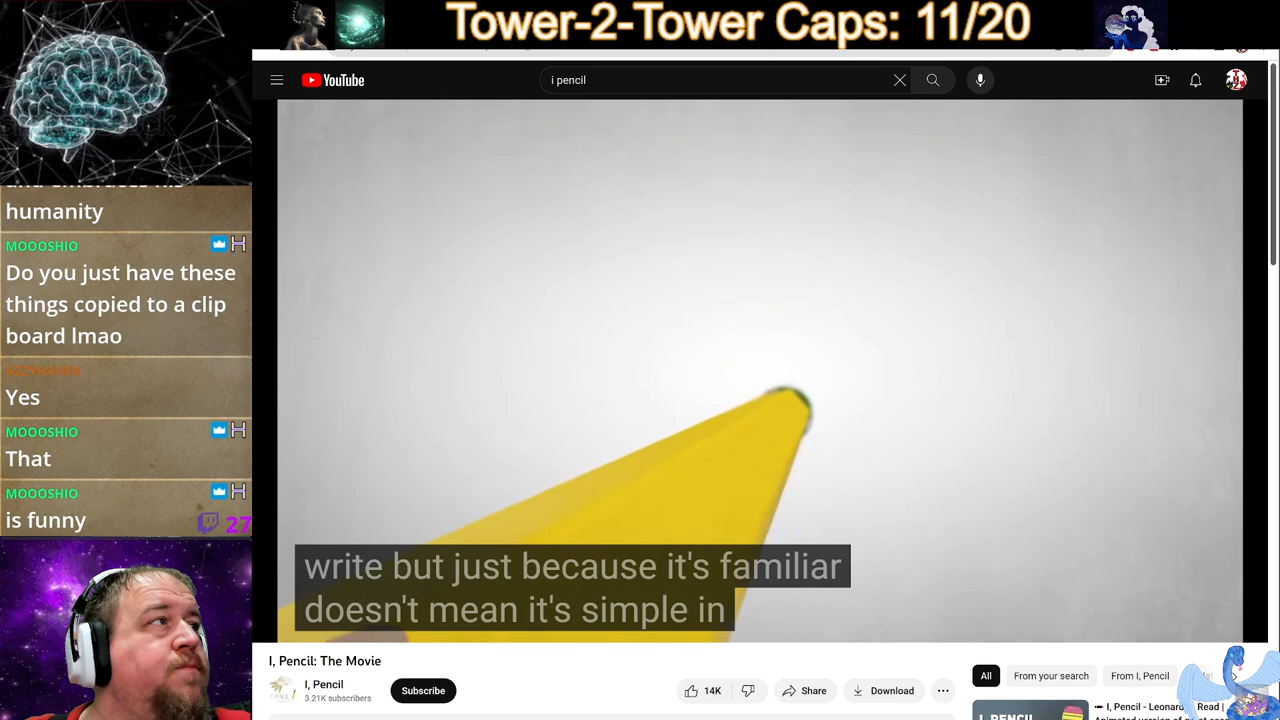 Tower-2-Tower Caps: 11/20
YouTube
i pencil
humanity
MOOOSHIO
Do you just have these
things copied to a clip
board lmao
Yes
MOOOSHIO
That
MOOOSHIO
is funny
27
write but just because it's familiar
doesn't mean it's simple in
I, Pencil: The Movie
I, Pencil
3.21K subscribers
Subscribe
14K
Share
Download
All
From your search
From I, Pencil
I, Pencil - Leonard Read |